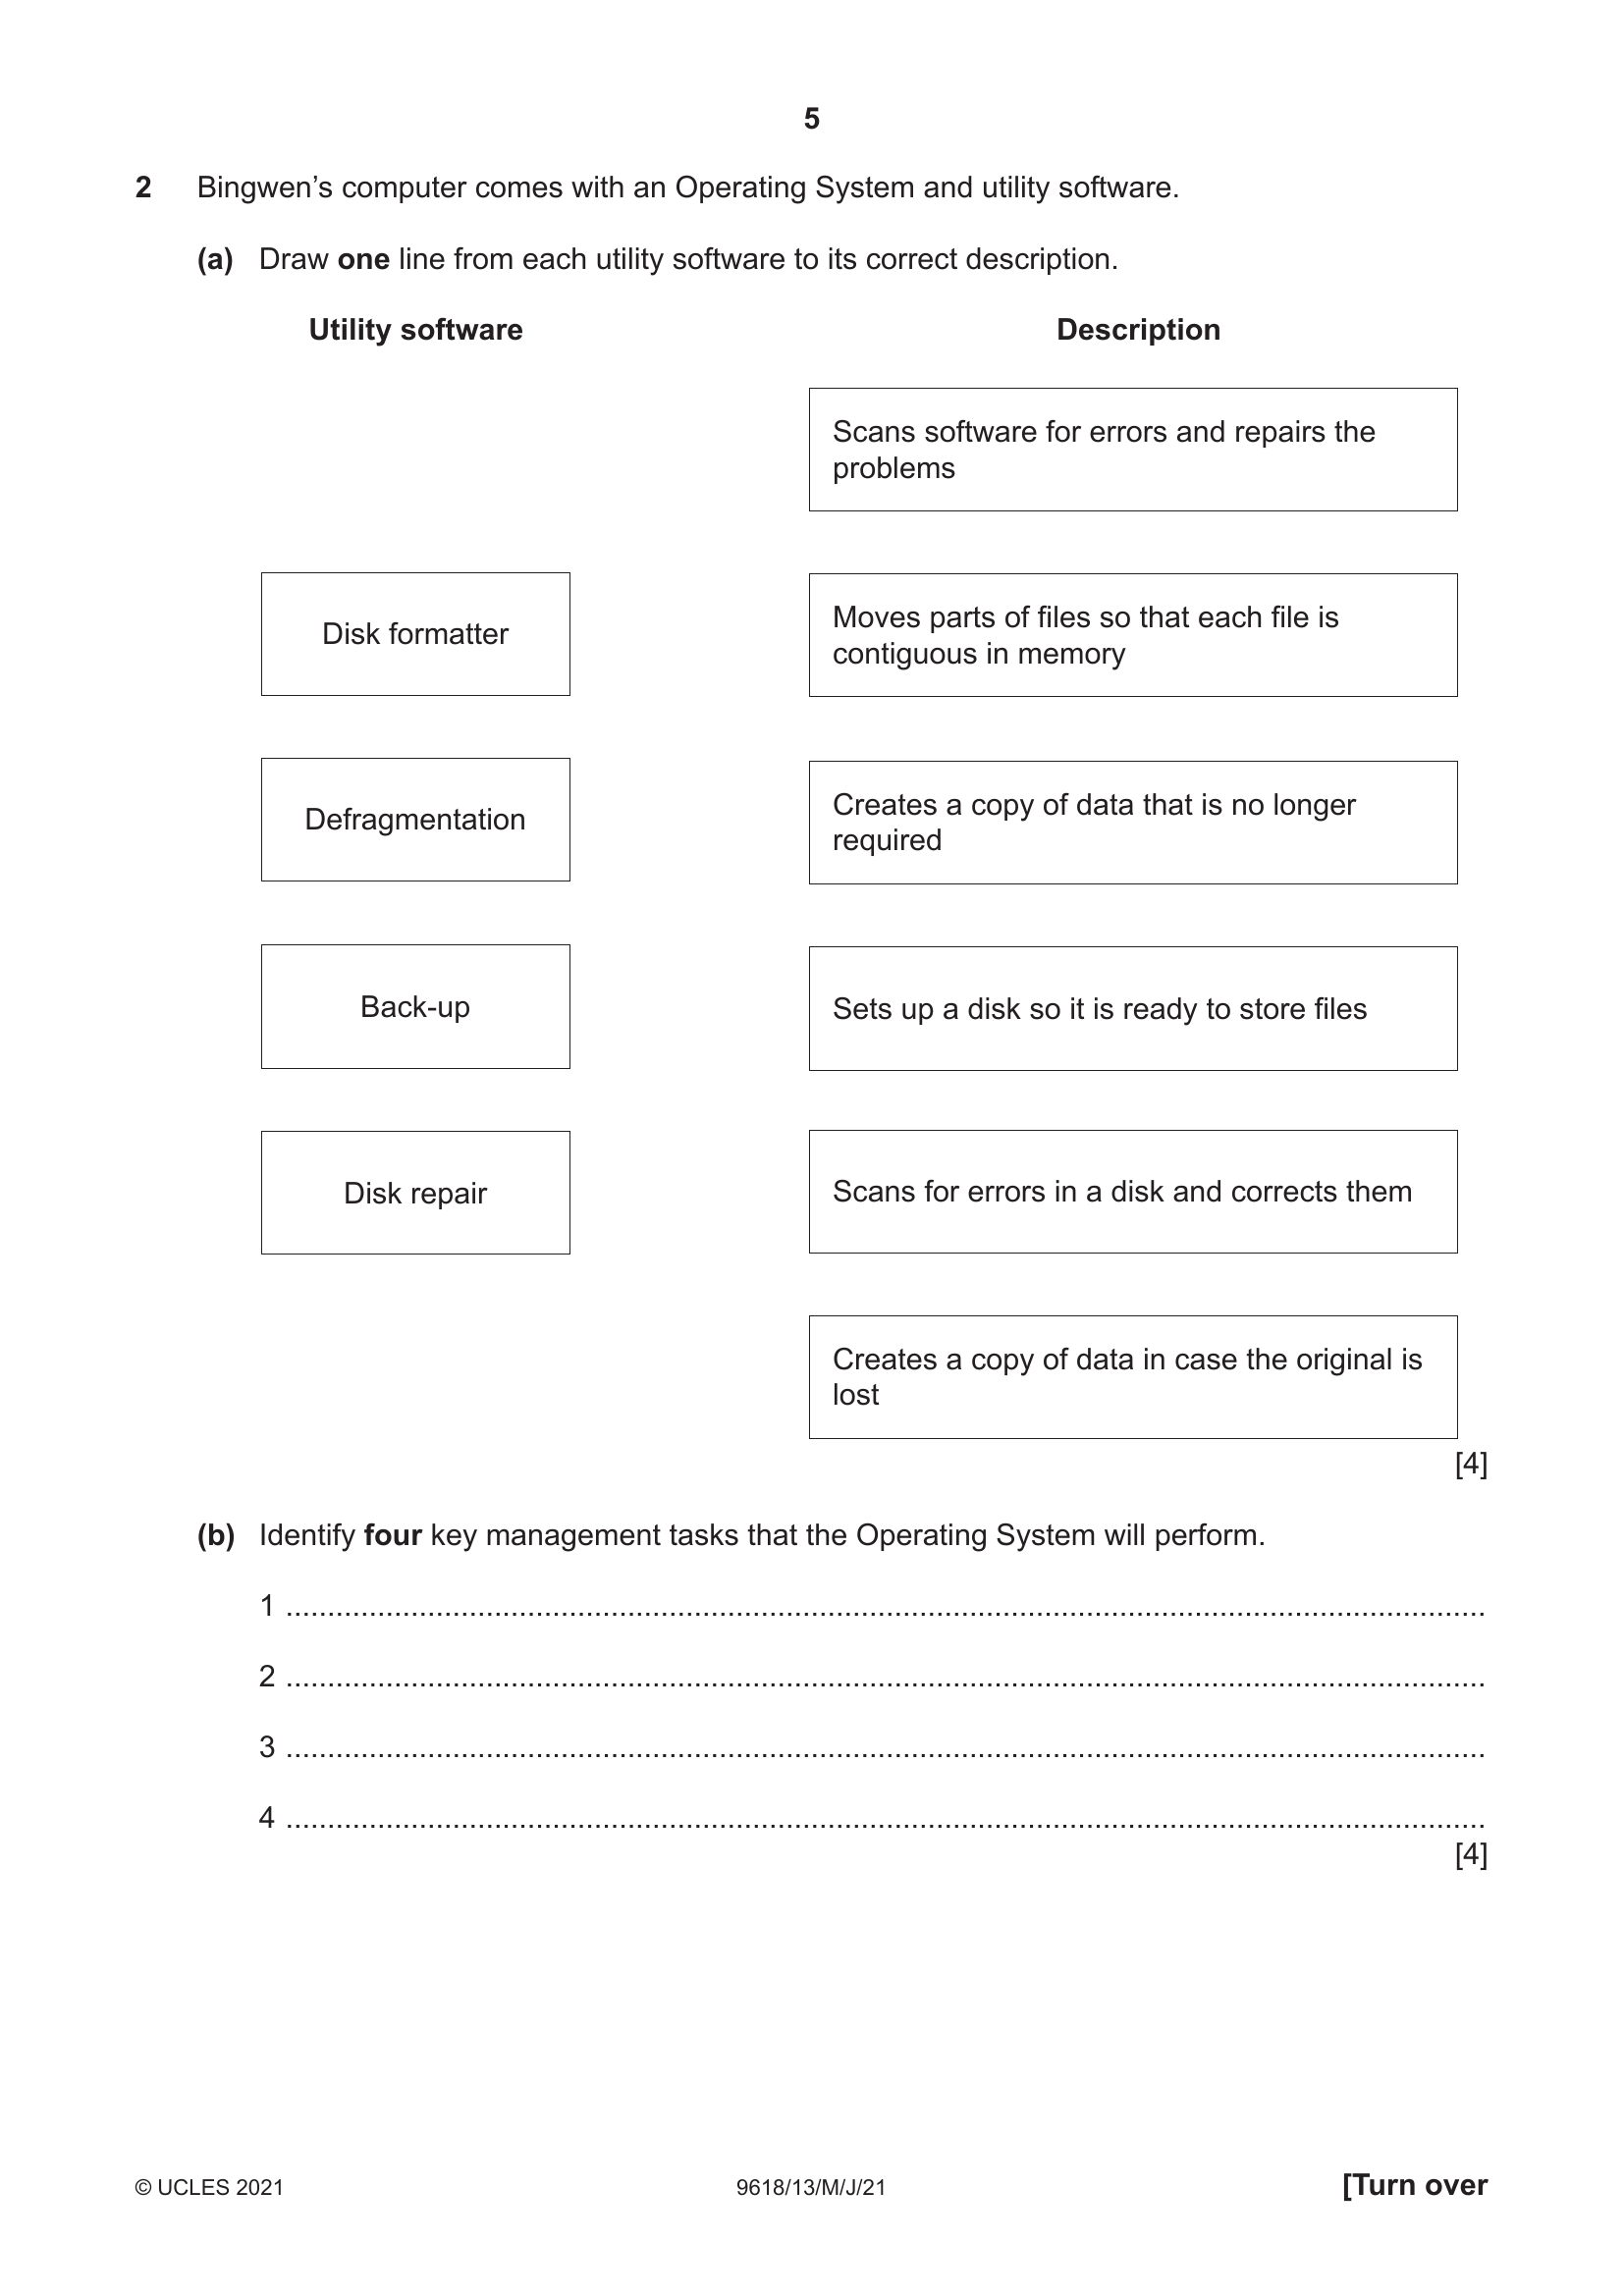 5
2 Bingwen’s computer comes with an Operating System and utility software.
(a) Draw one line from each utility software to its correct description.
Utility software Description
Scans software for errors and repairs the
problems
Disk formatter
Moves parts of files so that each file is
contiguous in memory
Defragmentation
Creates a copy of data that is no longer
required
Back-up
Sets up a disk so it is ready to store files
Disk repair
Scans for errors in a disk and corrects them
Creates a copy of data in case the original is
lost
[4]
(b) Identify four key management tasks that the Operating System will perform.
1 ................................................................................................................................................
2 ................................................................................................................................................
3 ................................................................................................................................................
4 ................................................................................................................................................
[4]
© UCLES 2021 9618/13/M/J/21 [Turn over